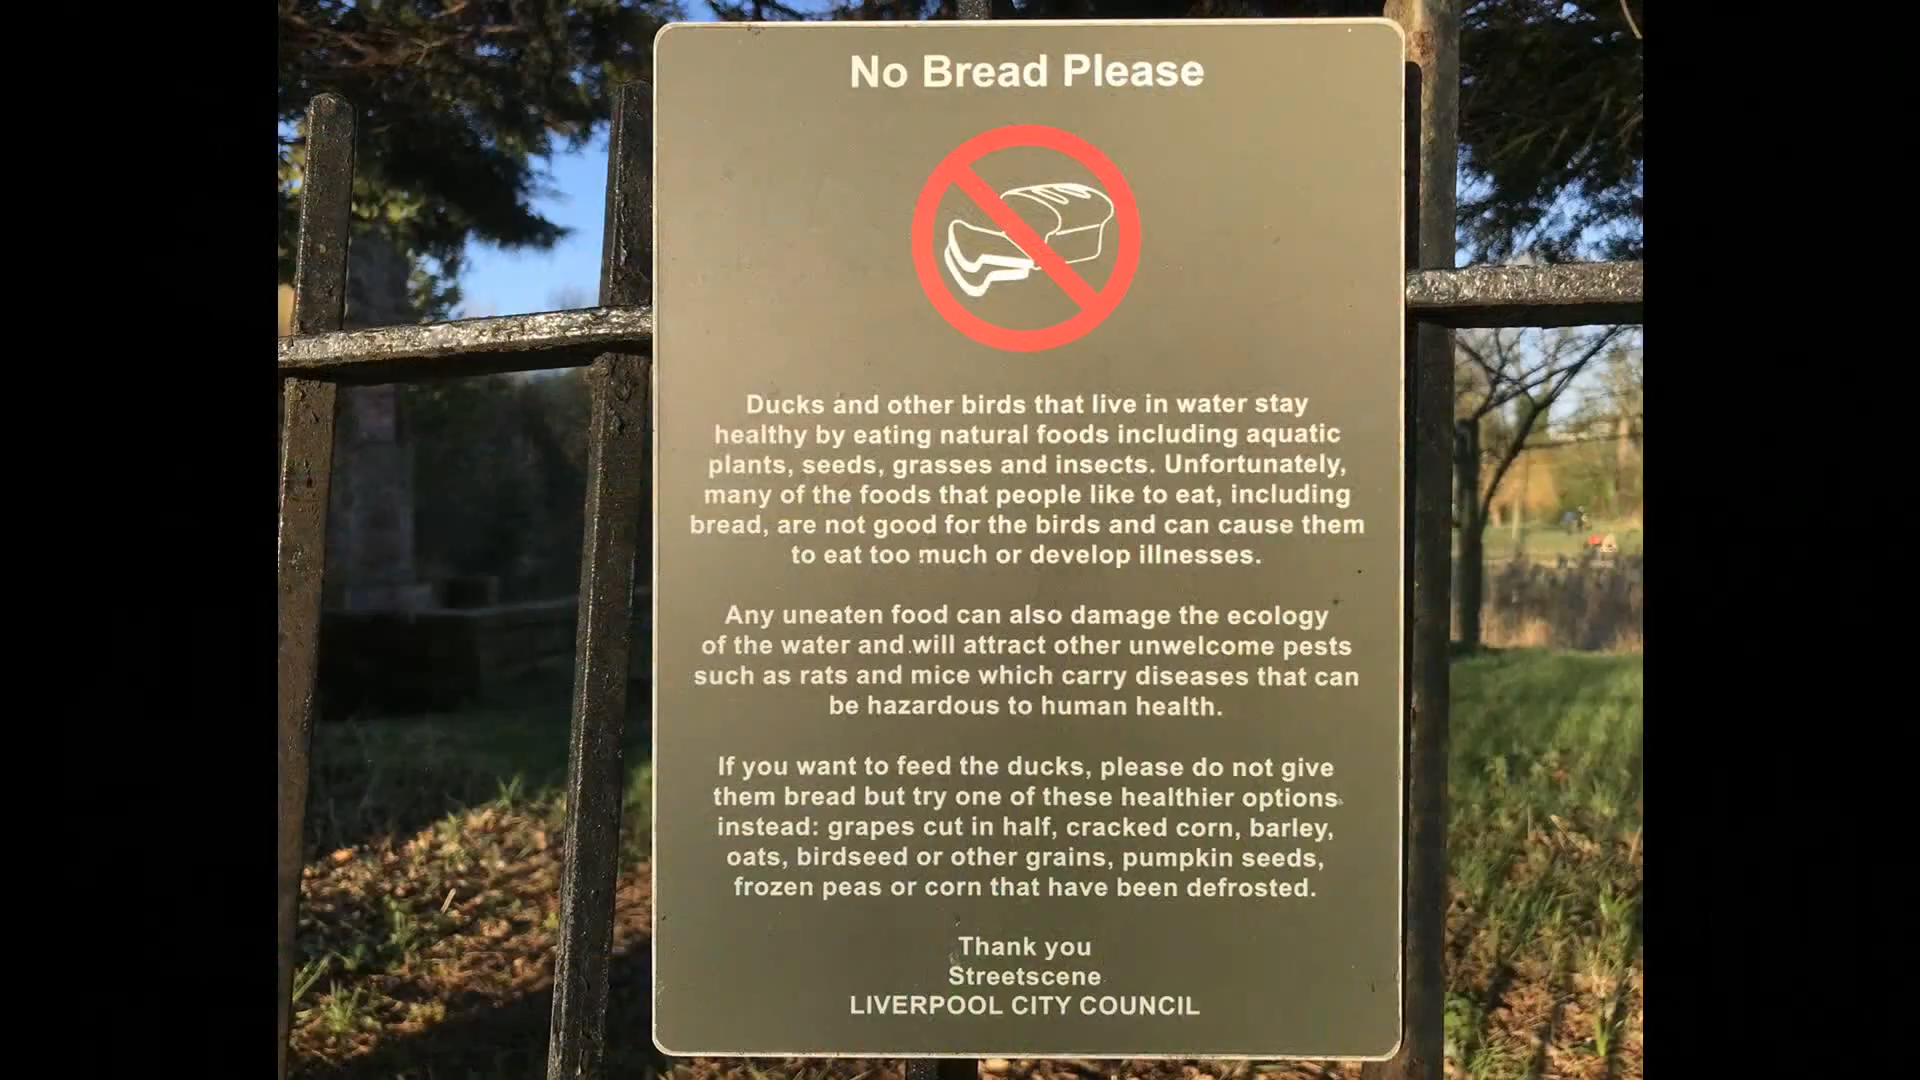 No Bread Please
Ducks and other birds that live in water stay
healthy by eating natural foods including aquatic
plants, seeds, grasses and insects. Unfortunately,
many of the foods that people like to eat, including
bread, are not good for the birds and can cause them
to eat too much or develop illnesses.
Any uneaten food can also damage the ecology
of the water and will attract other unwelcome pests
such as rats and mice which carry diseases that can
be hazardous to human health.
If you want to feed the ducks, please do not give
them bread but try one of these healthier options
instead: grapes cut in half, cracked corn, barley,
oats, birdseed or other grains, pumpkin seeds,
frozen peas or corn that have been defrosted.
Thank you
Streetscene
LIVERPOOL CITY COUNCIL